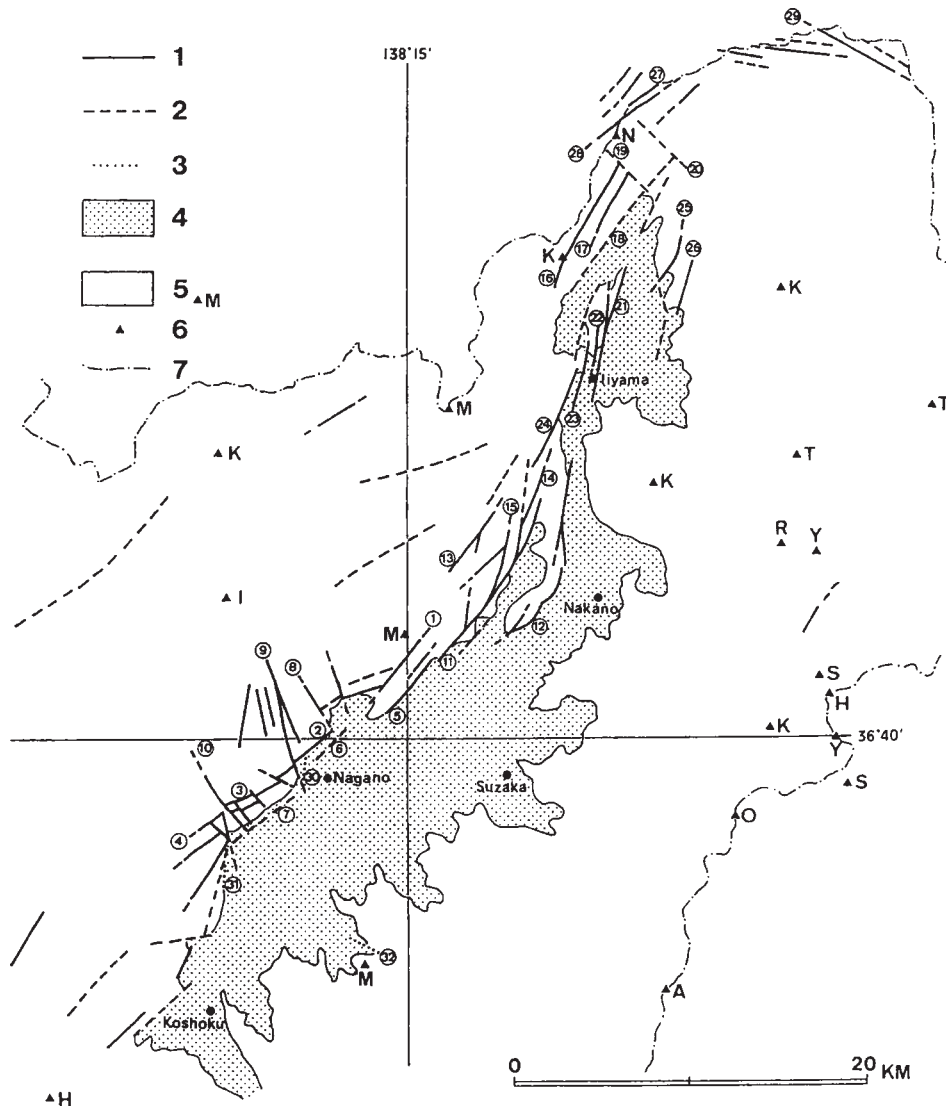 1
2
3
4
5
6
7
138°15'
36°40'
29
27
N
28
19
20
25
17
18
K
26
16
21
22
M
K
Iiyama
M
T
24
23
K
T
14
K
15
R
Y
13
I
Nakano
1
M
12
11
9
8
S
H
5
2
K
10
6
Y
30
Nagano
Suzaka
S
3
7
O
4
31
32
M
A
Koshoku
0
20 KM
H